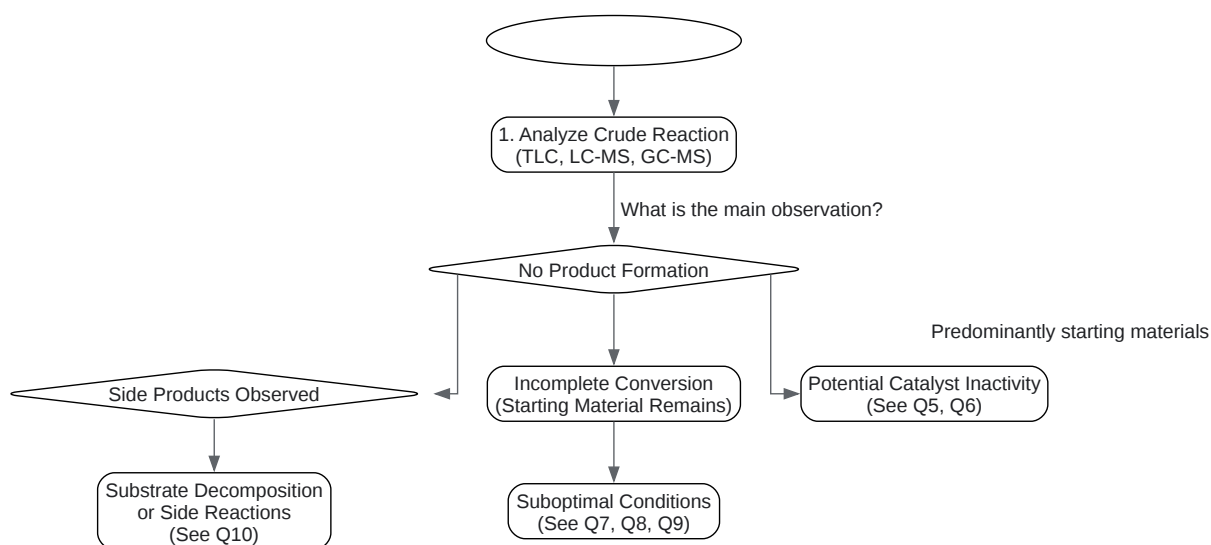 1. Analyze Crude Reaction
(TLC, LC-MS, GC-MS)
What is the main observation?
No Product Formation
Predominantly starting materials
Side Products Observed
Incomplete Conversion
(Starting Material Remains)
Potential Catalyst Inactivity
(See Q5, Q6)
Substrate Decomposition
or Side Reactions
(See Q10)
Suboptimal Conditions
(See Q7, Q8, Q9)